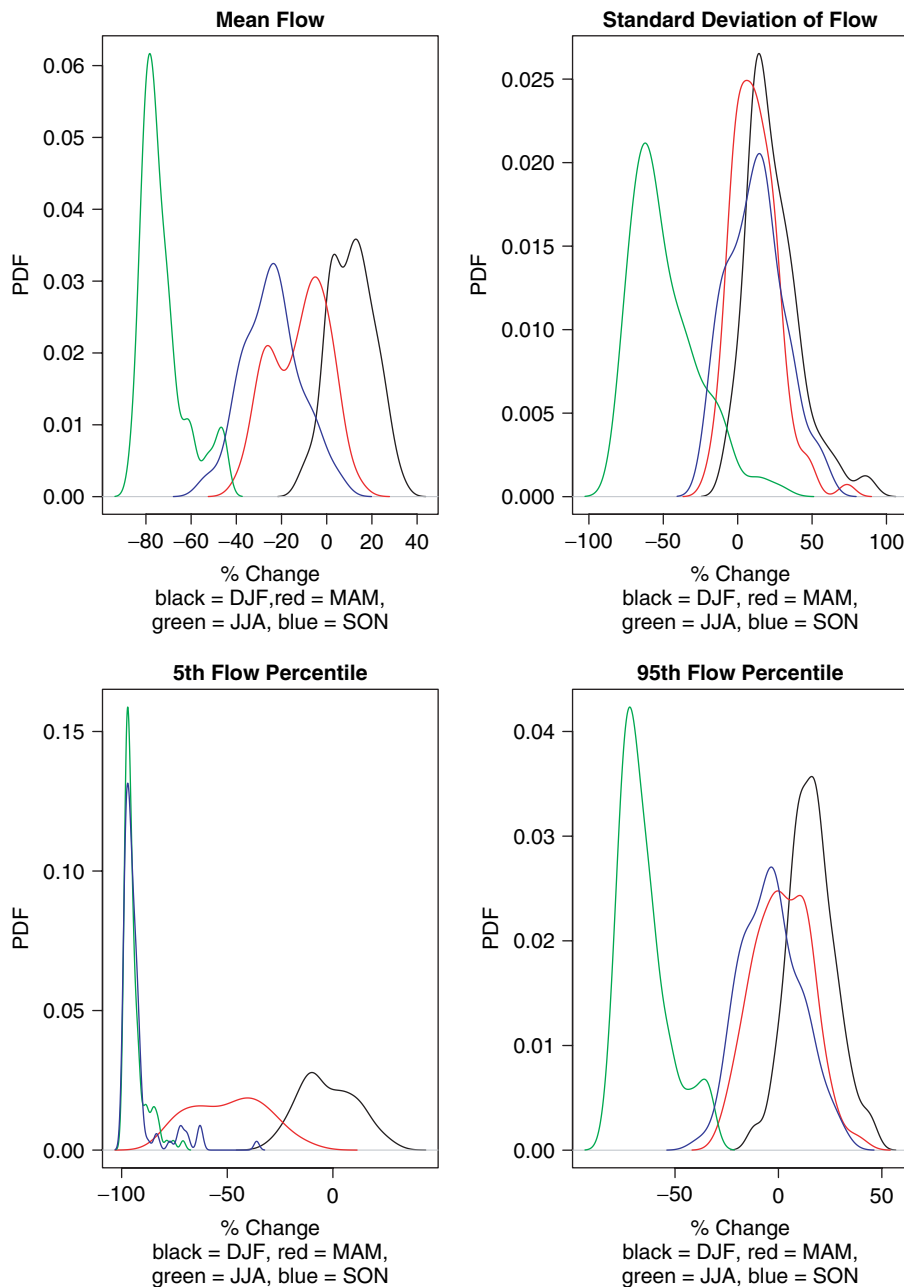 Mean Flow
PDF
0.06
0.05
0.04
0.03
0.02
0.01
0.00
−80 −60 −40 −20 0 20 40
% Change
black = DJF,red = MAM,
green = JJA, blue = SON
Standard Deviation of Flow
PDF
0.025
0.020
0.015
0.010
0.005
0.000
−100 −50 0 50 100
% Change
black = DJF, red = MAM,
green = JJA, blue = SON
5th Flow Percentile
PDF
0.15
0.10
0.05
0.00
−100 −50 0
% Change
black = DJF, red = MAM,
green = JJA, blue = SON
95th Flow Percentile
PDF
0.04
0.03
0.02
0.01
0.00
−50 0 50
% Change
black = DJF, red = MAM,
green = JJA, blue = SON